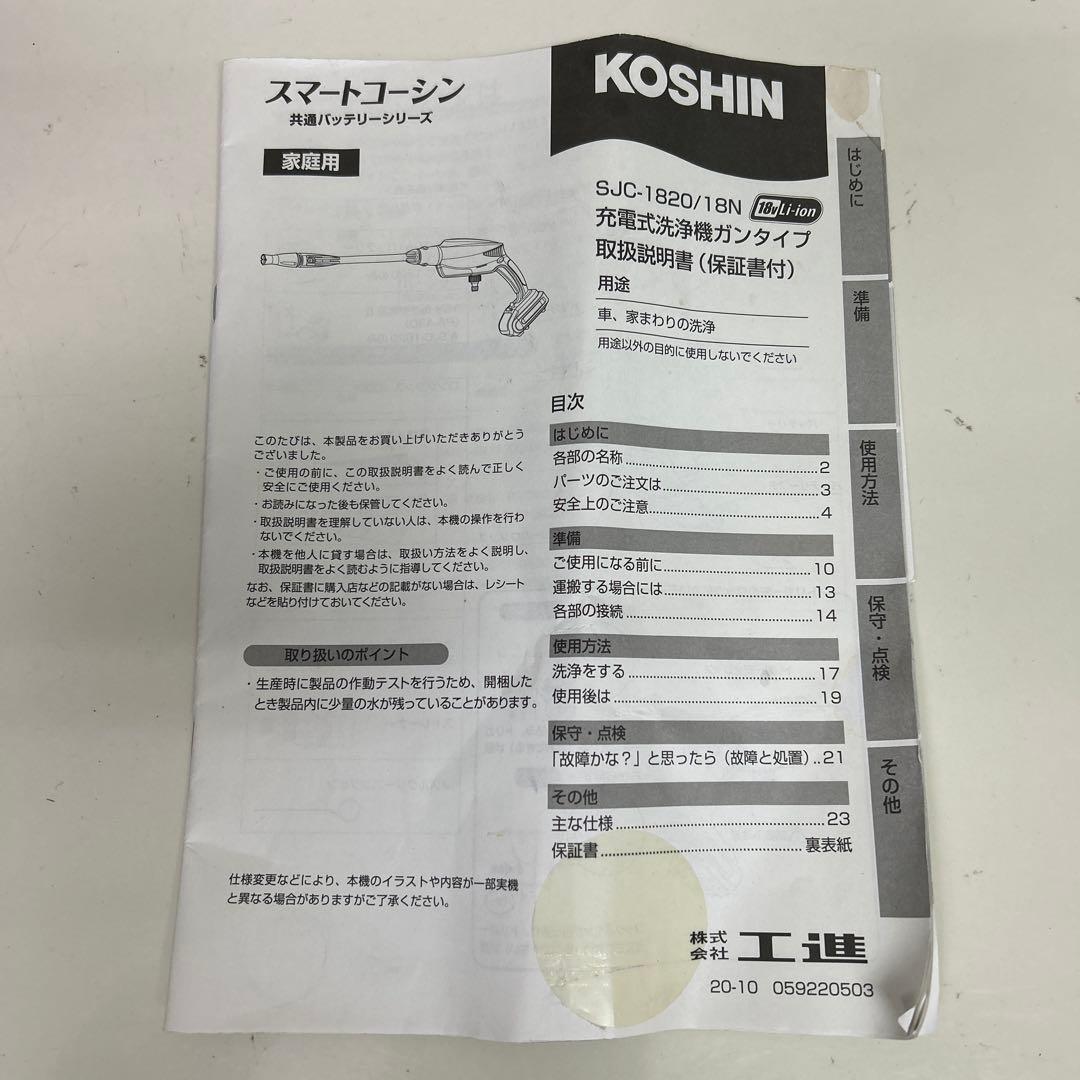 スマートコーシン
共通バッテリーシリーズ
家庭用
KOSHIN
SJC-1820/18N
18V Li-ion
充電式洗浄機ガンタイプ
取扱説明書(保証書付)
用途
車、家まわりの洗浄
用途以外の目的に使用しないでください
このたびは、本製品をお買い上げいただきありがとう
ございました。
・ご使用の前に、この取扱説明書をよく読んで正しく
安全にご使用ください。
・お読みになった後も保管してください。
・取扱説明書を理解していない人は、本機の操作を行わ
ないでください。
・本機を他人に貸す場合は、取扱い方法をよく説明し、
取扱説明書をよく読むように指導してください。
なお、保証書に購入店などの記載がない場合は、レシート
などを貼り付けておいてください。
取り扱いのポイント
・生産時に製品の作動テストを行うため、開梱した
とき製品内に少量の水が残っていることがあります。
仕様変更などにより、本機のイラストや内容が一部実機
と異なる場合がありますがご了承ください。
目次
はじめに
各部の名称 2
パーツのご注文は 3
安全上のご注意 4
準備
ご使用になる前に 10
運搬する場合には 13
各部の接続 14
使用方法
洗浄をする 17
使用後は 19
保守・点検
「故障かな?」と思ったら(故障と処置)..21
その他
主な仕様 23
保証書 裏表紙
株式会社 工進
20-10 059220503
はじめに
準備
使用方法
保守・点検
その他